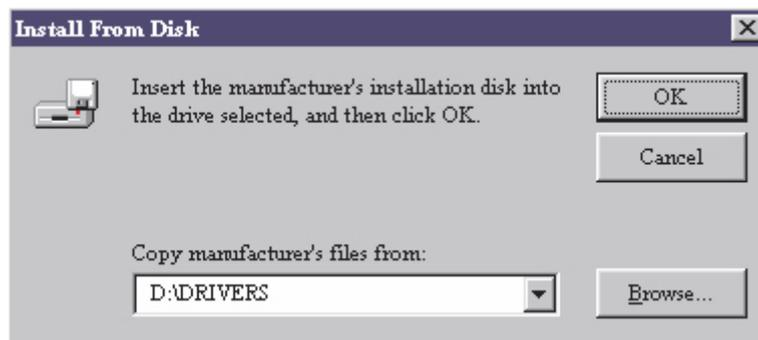 Install From Disk
Insert the manufacturer's installation disk into
the drive selected, and then click OK.
OK
Cancel
Copy manufacturer's files from:
D:\DRIVERS
Browse...